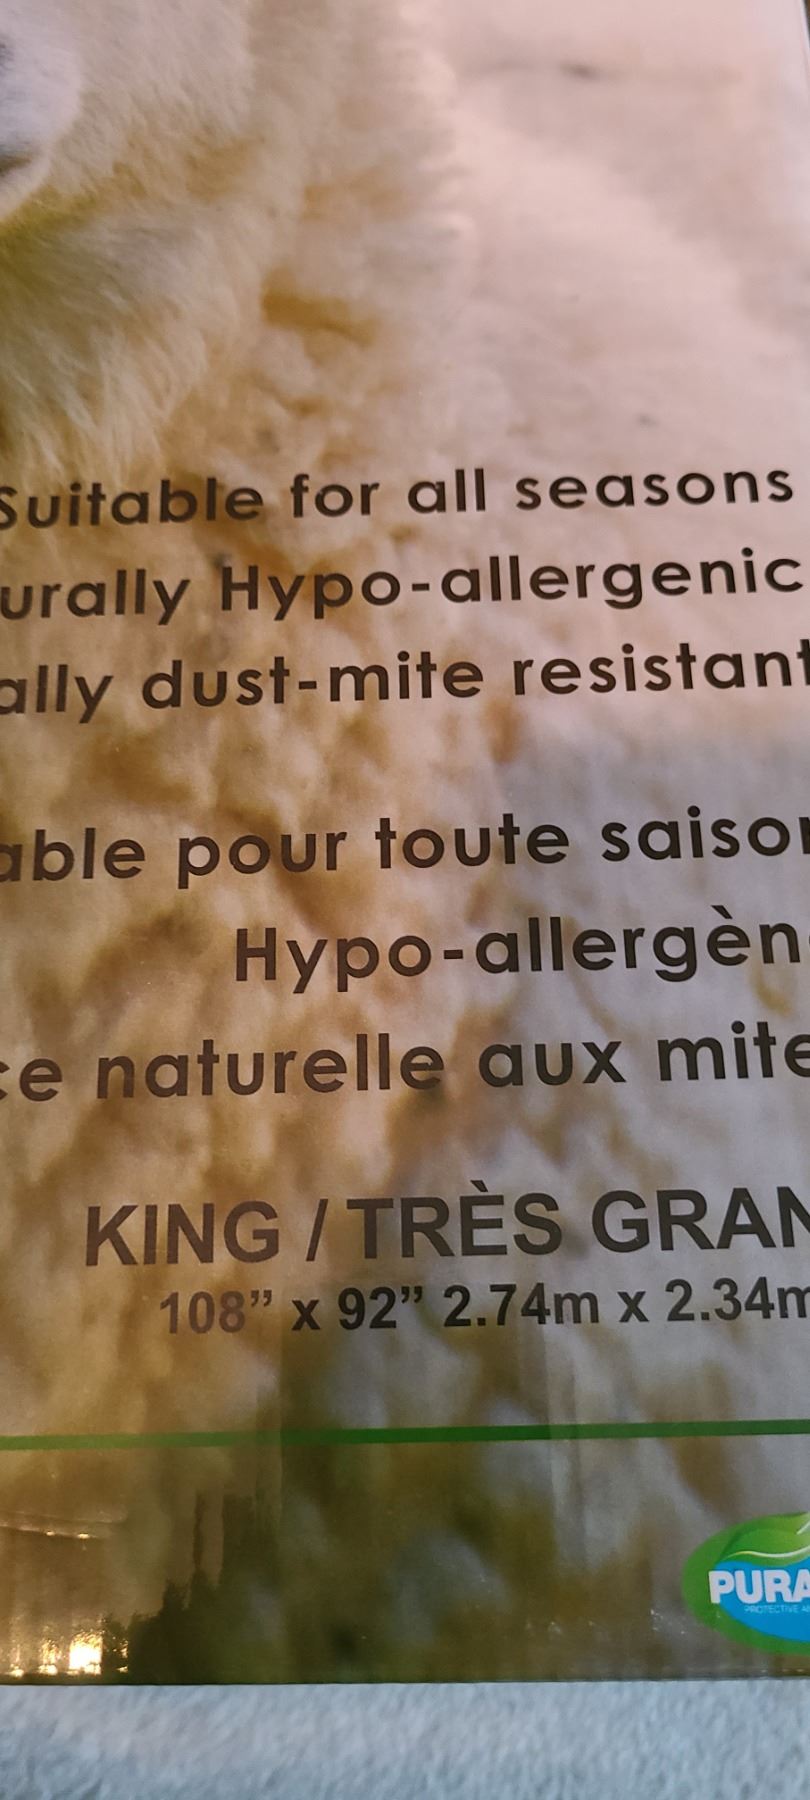 Suitable for all seasons
urally Hypo-allergenic
ally dust-mite resistant
able pour toute saison
Hypo-allergèn
ce naturelle aux mite
KING / TRÈS GRAN
108” x 92” 2.74m x 2.34m
PURA
PROTECTIVE